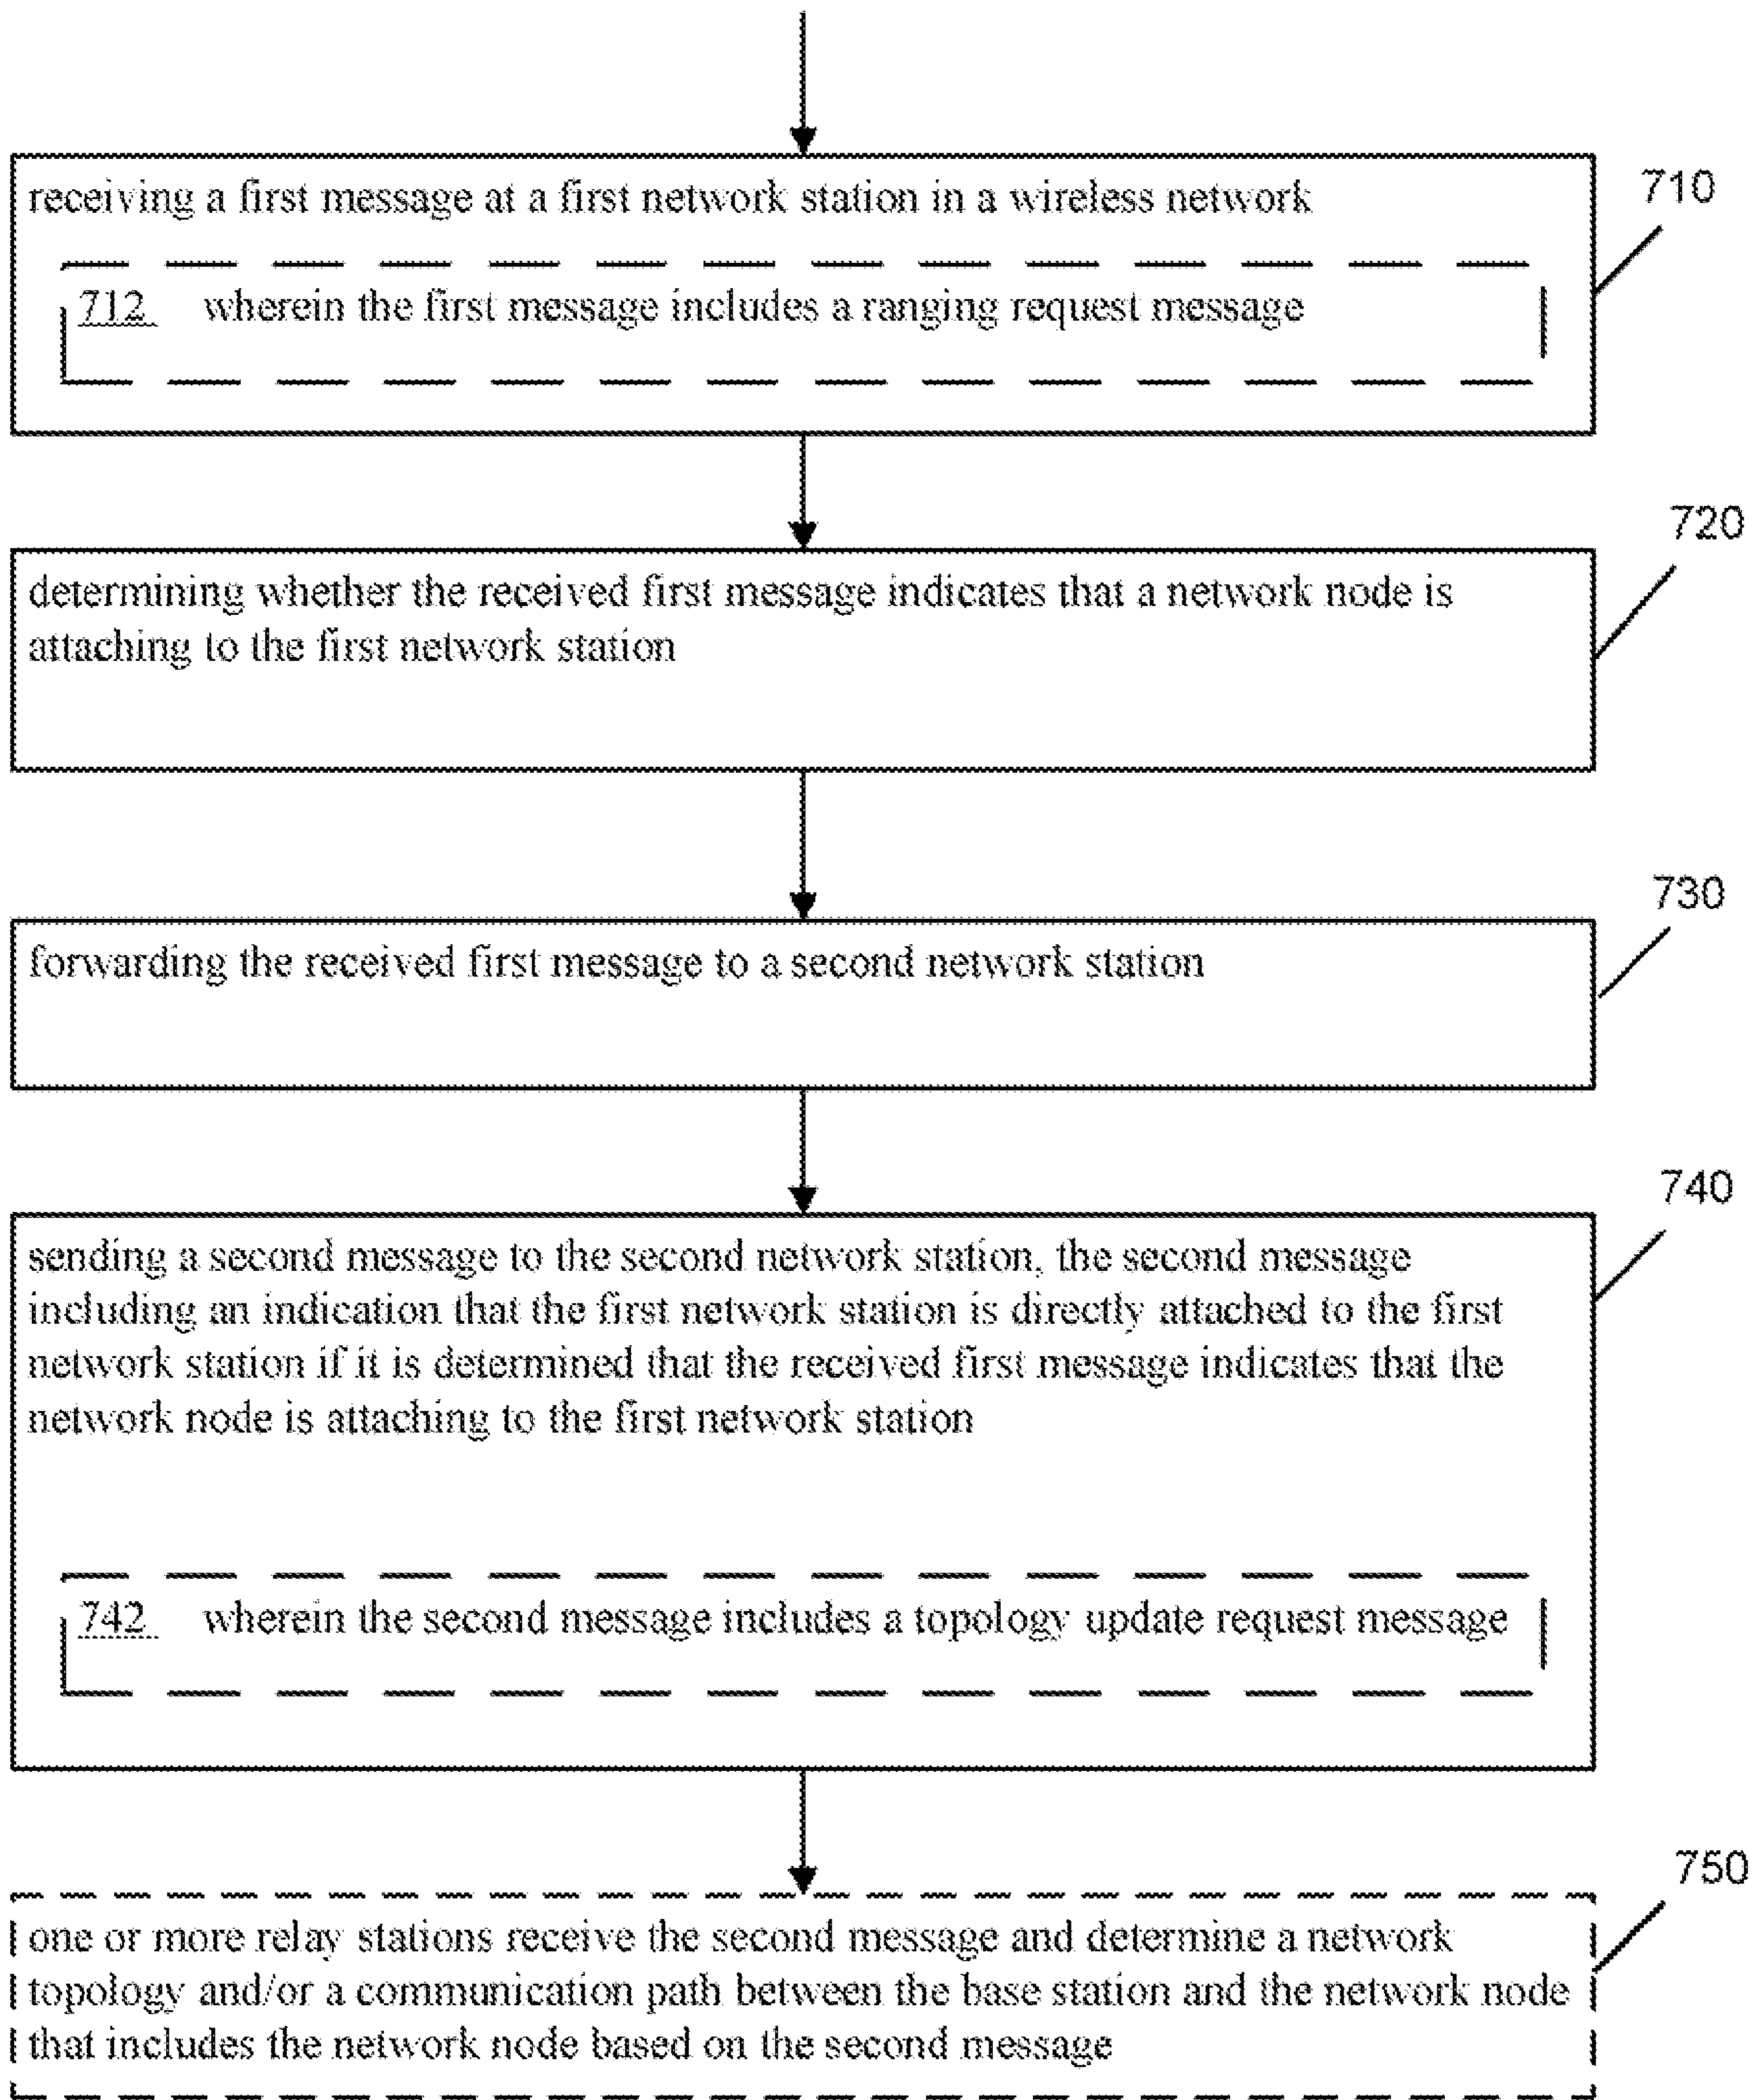 receiving a first message at a first network station in a wireless network
710
712 wherein the first message includes a ranging request message
720
determining whether the received first message indicates that a network node is
attaching to the first network station
730
forwarding the received first message to a second network station
740
sending a second message to the second network station, the second message
including an indication that the first network station is directly attached to the first
network station if it is determined that the received first message indicates that the
network node is attaching to the first network station
742 wherein the second message includes a topology update request message
750
one or more relay stations receive the second message and determine a network
topology and/or a communication path between the base station and the network node
that includes the network node based on the second message